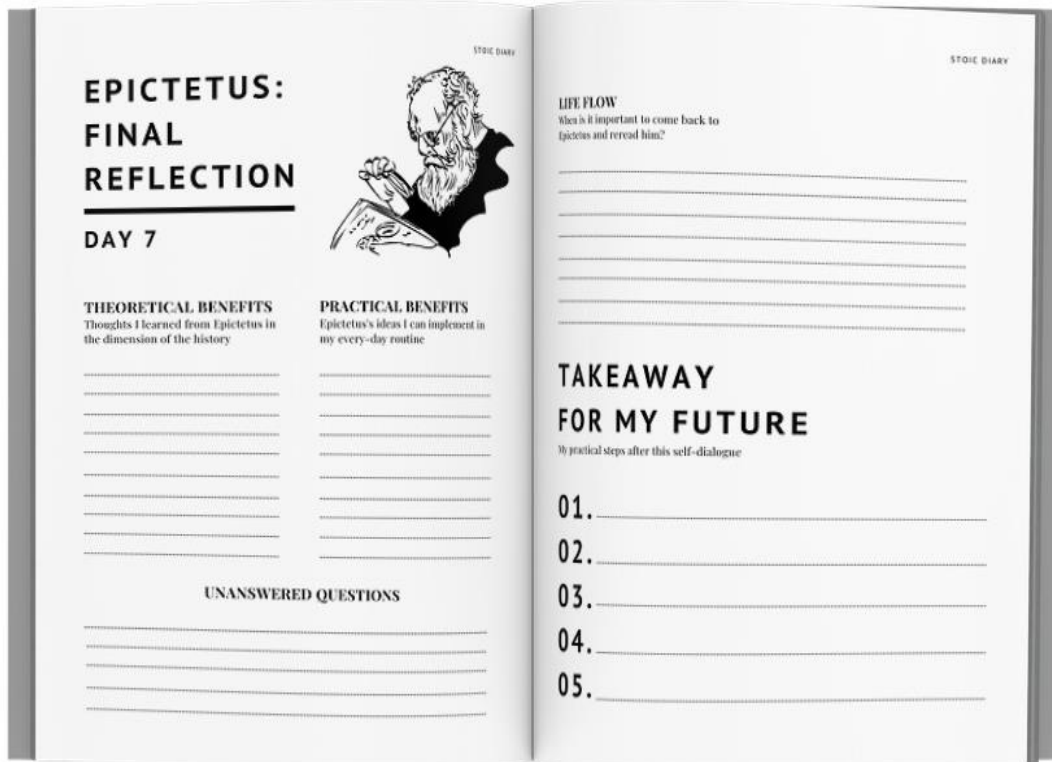 STOIC DIARY
EPICTETUS:
FINAL
REFLECTION
DAY 7
THEORETICAL BENEFITS
Thoughts I learned from Epictetus in
the dimension of the history
PRACTICAL BENEFITS
Epictetus's ideas I can implement in
my every-day routine
UNANSWERED QUESTIONS
STOIC DIARY
LIFE FLOW
When is it important to come back to
Epictetus and reread him?
TAKEAWAY
FOR MY FUTURE
My practical steps after this self-dialogue
01.
02.
03.
04.
05.